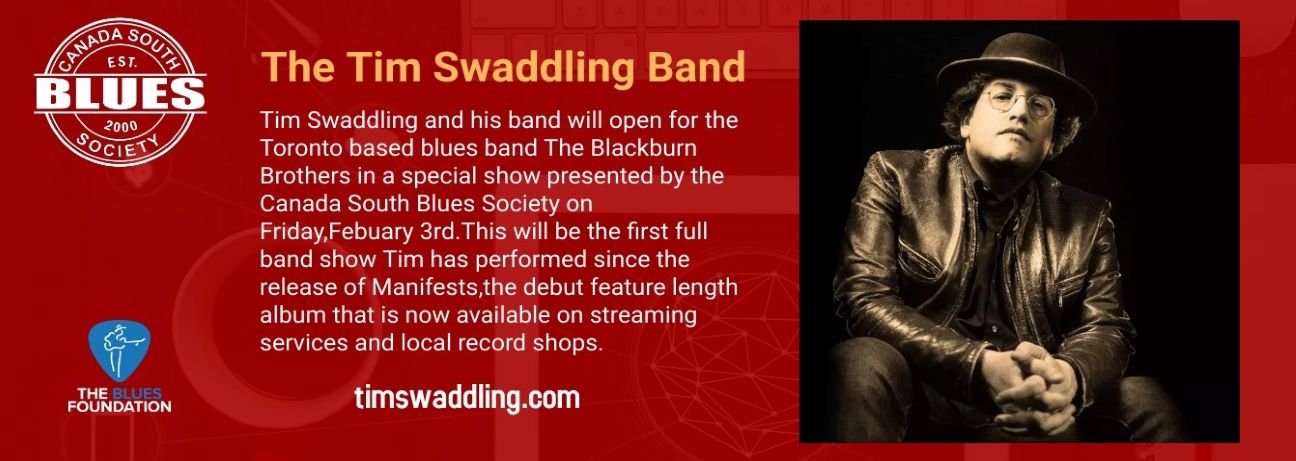 CANADA SOUTH
EST.
BLUES
2000
SOCIETY
The Tim Swaddling Band
Tim Swaddling and his band will open for the
Toronto based blues band The Blackburn
Brothers in a special show presented by the
Canada South Blues Society on
Friday,Febuary 3rd.This will be the first full
band show Tim has performed since the
release of Manifests,the debut feature length
album that is now available on streaming
services and local record shops.
timswaddling.com
THE BLUES
FOUNDATION